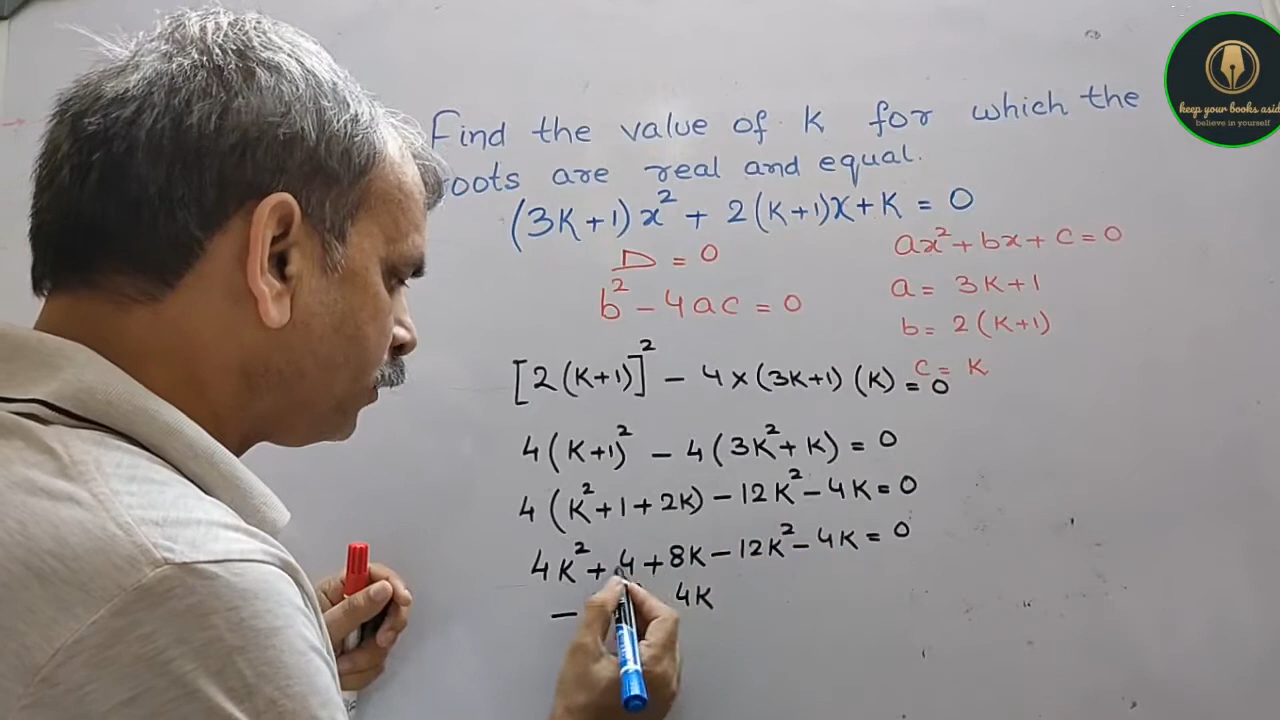 Find the value of K for which the
roots are real and equal.
(3K+1)x² + 2(K+1)x+K = 0
D = 0
b² - 4ac = 0
ax²+bx+c=0
a = 3K+1
b = 2(K+1)
c = K
[2(K+1)]² - 4×(3K+1)(K) = 0
4(K+1)² - 4(3K²+K) = 0
4(K²+1+2K) - 12K² - 4K = 0
4K²+4+8K-12K²-4K=0
- 4K
keep your books aside
believe in yourself